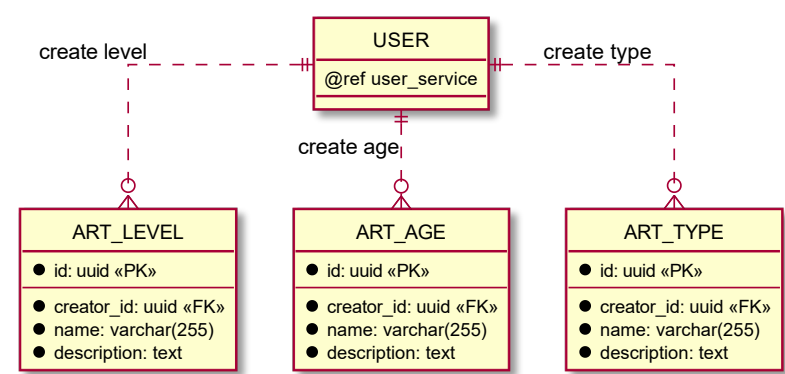 USER
@ref user_service
create level
create type
create age
ART_LEVEL
id: uuid «PK»
creator_id: uuid «FK»
name: varchar(255)
description: text
ART_AGE
id: uuid «PK»
creator_id: uuid «FK»
name: varchar(255)
description: text
ART_TYPE
id: uuid «PK»
creator_id: uuid «FK»
name: varchar(255)
description: text